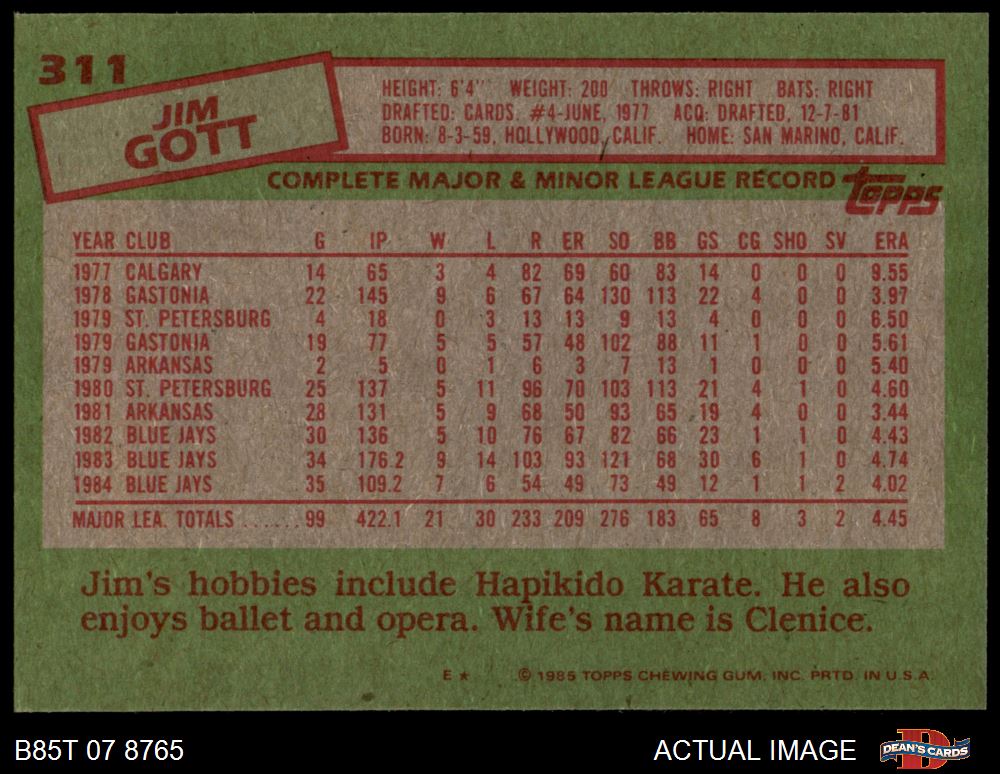 311
JIM
GOTT
HEIGHT: 6'4" WEIGHT: 200 THROWS: RIGHT BATS: RIGHT
DRAFTED: CARDS. #4-JUNE, 1977 ACQ: DRAFTED, 12-7-81
BORN: 8-3-59, HOLLYWOOD, CALIF. HOME: SAN MARINO, CALIF.
COMPLETE MAJOR & MINOR LEAGUE RECORD topps
YEAR CLUB G IP W L R ER SO BB GS CG SHO SV ERA
1977 CALGARY 14 65 3 4 82 69 60 83 14 0 0 0 9.55
1978 GASTONIA 22 145 9 6 67 64 130 113 22 4 0 0 3.97
1979 ST. PETERSBURG 4 18 0 3 13 13 9 13 4 0 0 0 6.50
1979 GASTONIA 19 77 5 5 57 48 102 88 11 1 0 0 5.61
1979 ARKANSAS 2 5 0 1 6 3 7 13 1 0 0 0 5.40
1980 ST. PETERSBURG 25 137 5 11 96 70 103 113 21 4 1 0 4.60
1981 ARKANSAS 28 131 5 9 68 50 93 65 19 4 0 0 3.44
1982 BLUE JAYS 30 136 5 10 76 67 82 66 23 1 1 0 4.43
1983 BLUE JAYS 34 176.2 9 14 103 93 121 68 30 6 1 0 4.74
1984 BLUE JAYS 35 109.2 7 6 54 49 73 49 12 1 1 2 4.02
MAJOR LEA. TOTALS ...... 99 422.1 21 30 233 209 276 183 65 8 3 2 4.45
Jim's hobbies include Hapikido Karate. He also
enjoys ballet and opera. Wife's name is Clenice.
E ★ © 1985 TOPPS CHEWING GUM, INC. PRTD. IN U.S.A.
B85T 07 8765 ACTUAL IMAGE DEAN'S CARDS